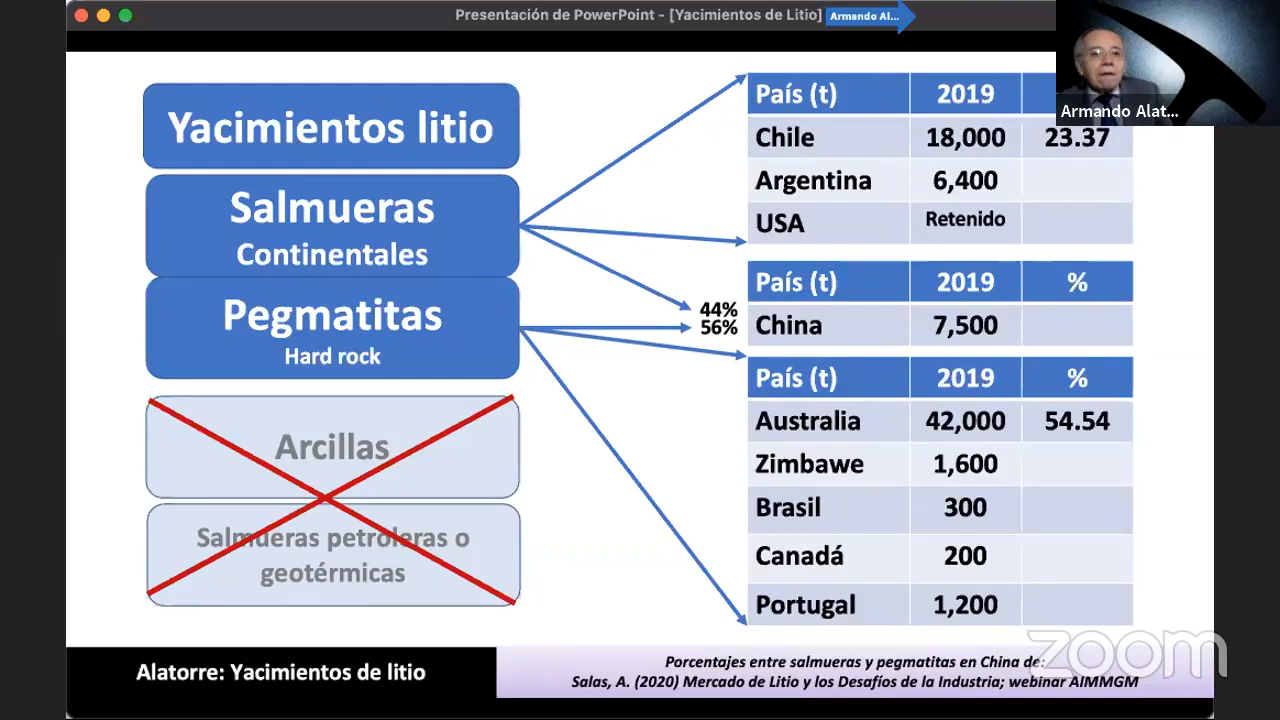 Presentación de PowerPoint - [Yacimientos de Litio]
Armando Al...
Armando Alat...
Yacimientos litio
Salmueras
Continentales
Pegmatitas
Hard rock
Arcillas
Salmueras petroleras o
geotérmicas
44%
56%
País (t) 2019
Chile 18,000 23.37
Argentina 6,400
USA Retenido
País (t) 2019 %
China 7,500
País (t) 2019 %
Australia 42,000 54.54
Zimbawe 1,600
Brasil 300
Canadá 200
Portugal 1,200
zoom
Alatorre: Yacimientos de litio
Porcentajes entre salmueras y pegmatitas en China de:
Salas, A. (2020) Mercado de Litio y los Desafíos de la Industria; webinar AIMMGM